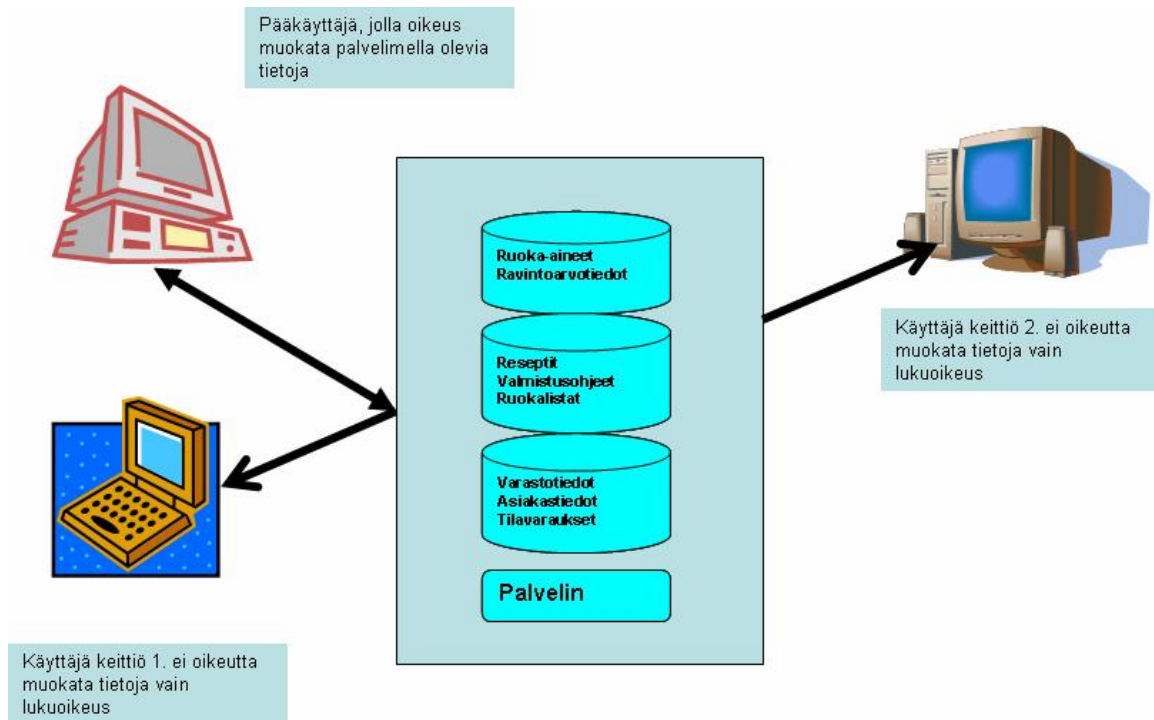 Pääkäyttäjä, jolla oikeus
muokata palvelimella olevia
tietoja
Ruoka-aineet
Ravintoarvotiedot
Reseptit
Valmistusohjeet
Ruokalistat
Varastotiedot
Asiakastiedot
Tilavaraukset
Palvelin
Käyttäjä keittiö 2. ei oikeutta
muokata tietoja vain
lukuoikeus
Käyttäjä keittiö 1. ei oikeutta
muokata tietoja vain
lukuoikeus